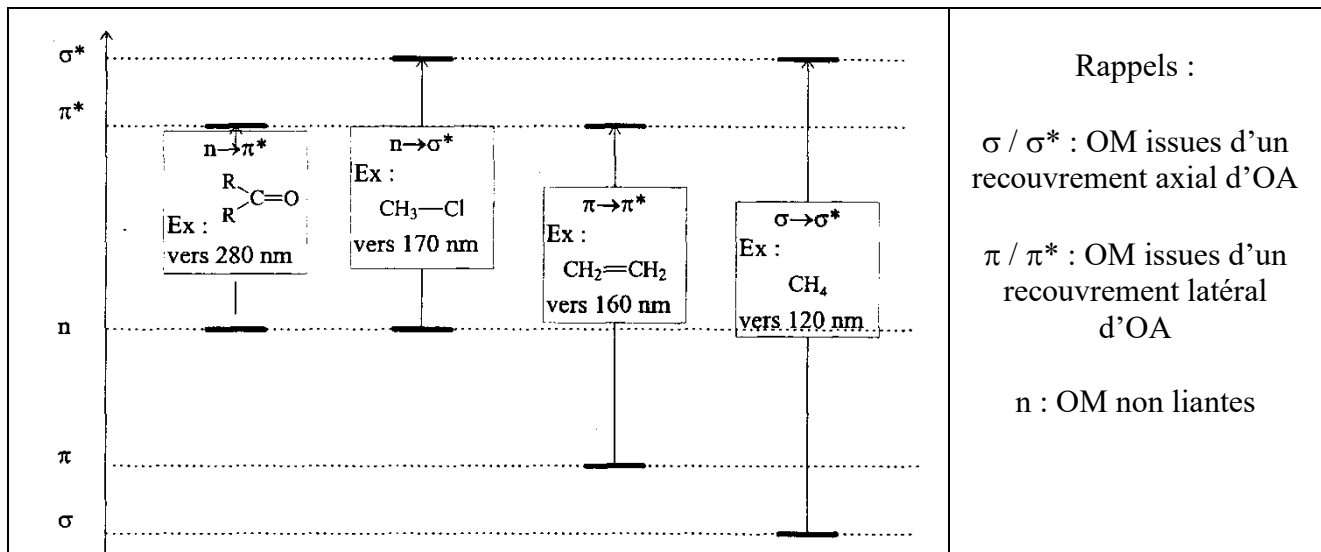 σ*
π*
n
π
σ
n→π*
R
R
C=O
Ex :
vers 280 nm
n→σ*
Ex :
CH₃—Cl
vers 170 nm
π→π*
Ex :
CH₂=CH₂
vers 160 nm
σ→σ*
Ex :
CH₄
vers 120 nm
Rappels :
σ / σ* : OM issues d’un
recouvrement axial d’OA
π / π* : OM issues d’un
recouvrement latéral
d’OA
n : OM non liantes